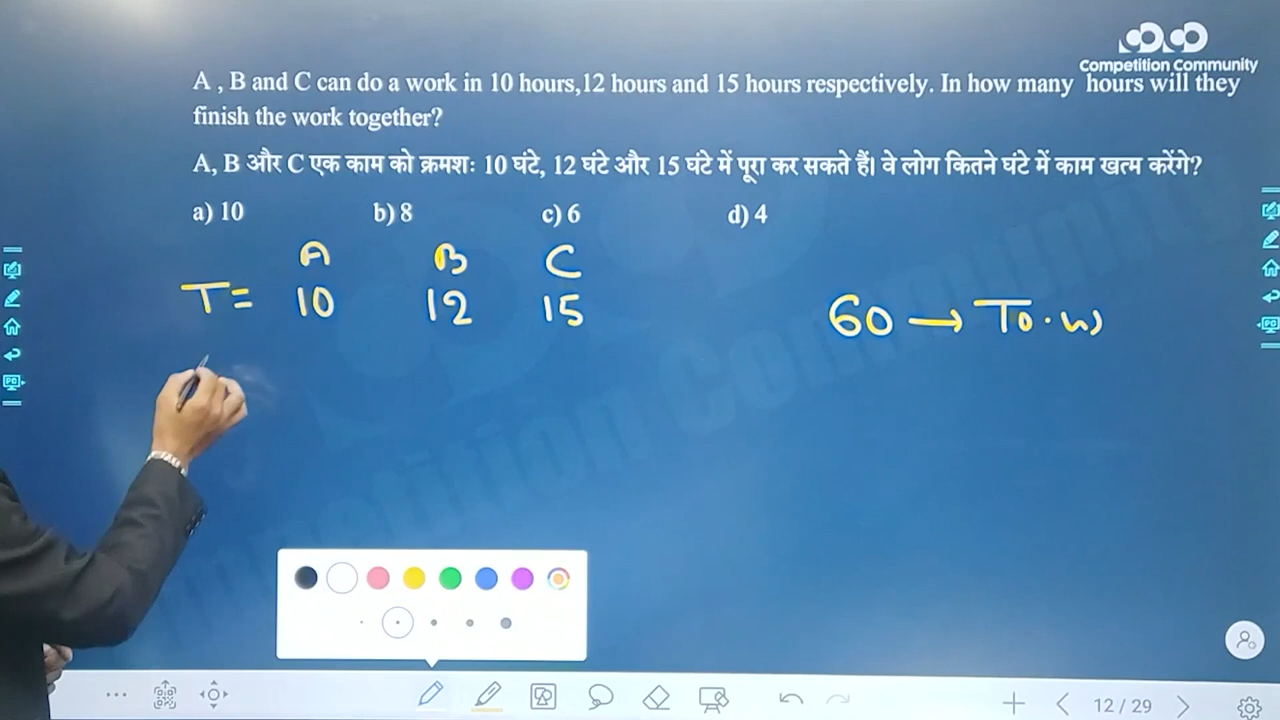 Competition Community
A , B and C can do a work in 10 hours,12 hours and 15 hours respectively. In how many hours will they
finish the work together?
A, B और C एक काम को क्रमशः 10 घंटे, 12 घंटे और 15 घंटे में पूरा कर सकते हैं। वे लोग कितने घंटे में काम खत्म करेंगे?
a) 10 b) 8 c) 6 d) 4
A B C
T = 10 12 15 60 → To. w
Competition Community
12 / 29